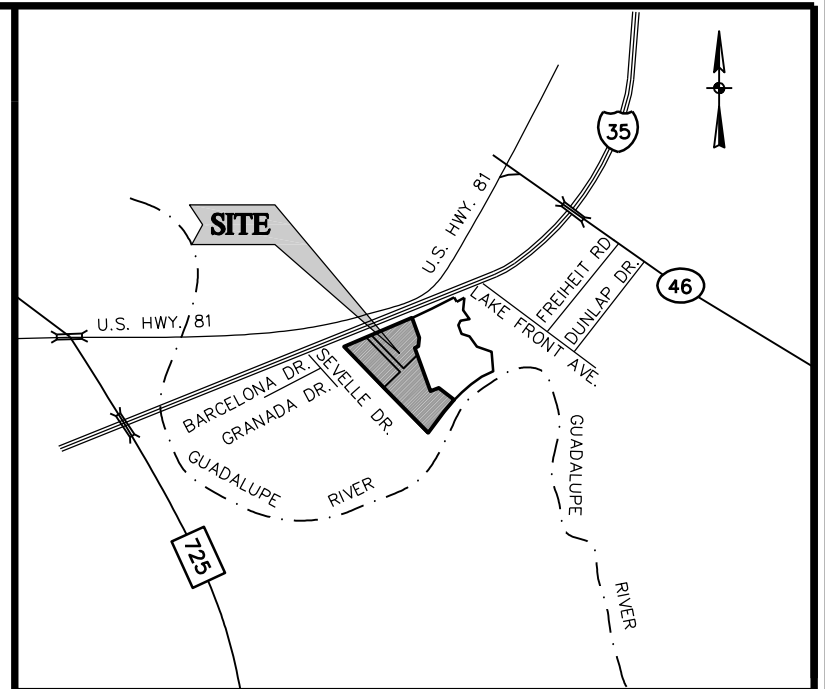 35
U.S. HWY. 81
SITE
FREIHEIT RD
DUNLAP DR.
46
LAKE FRONT AVE.
U.S. HWY. 81
BARCELONA DR.
SEVELLE DR.
GRANADA DR.
GUADALUPE
RIVER
GUADALUPE
RIVER
725